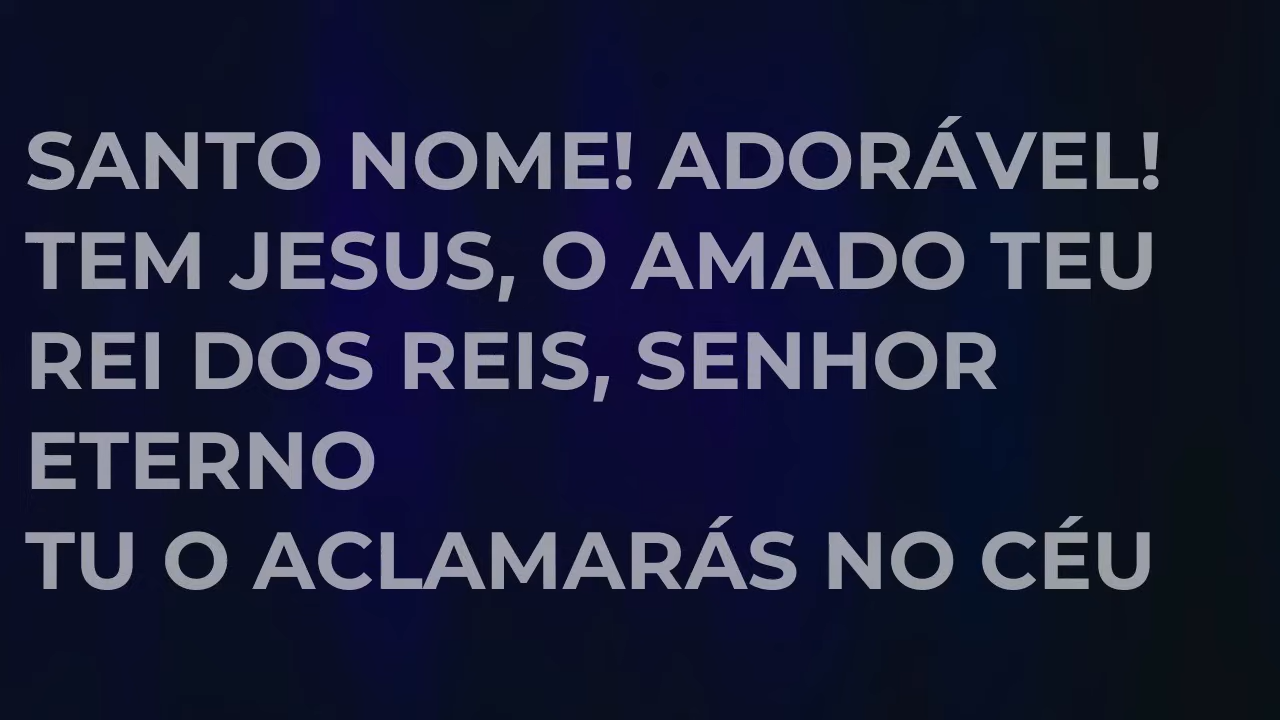 SANTO NOME! ADORÁVEL!
TEM JESUS, O AMADO TEU
REI DOS REIS, SENHOR
ETERNO
TU O ACLAMARÁS NO CÉU